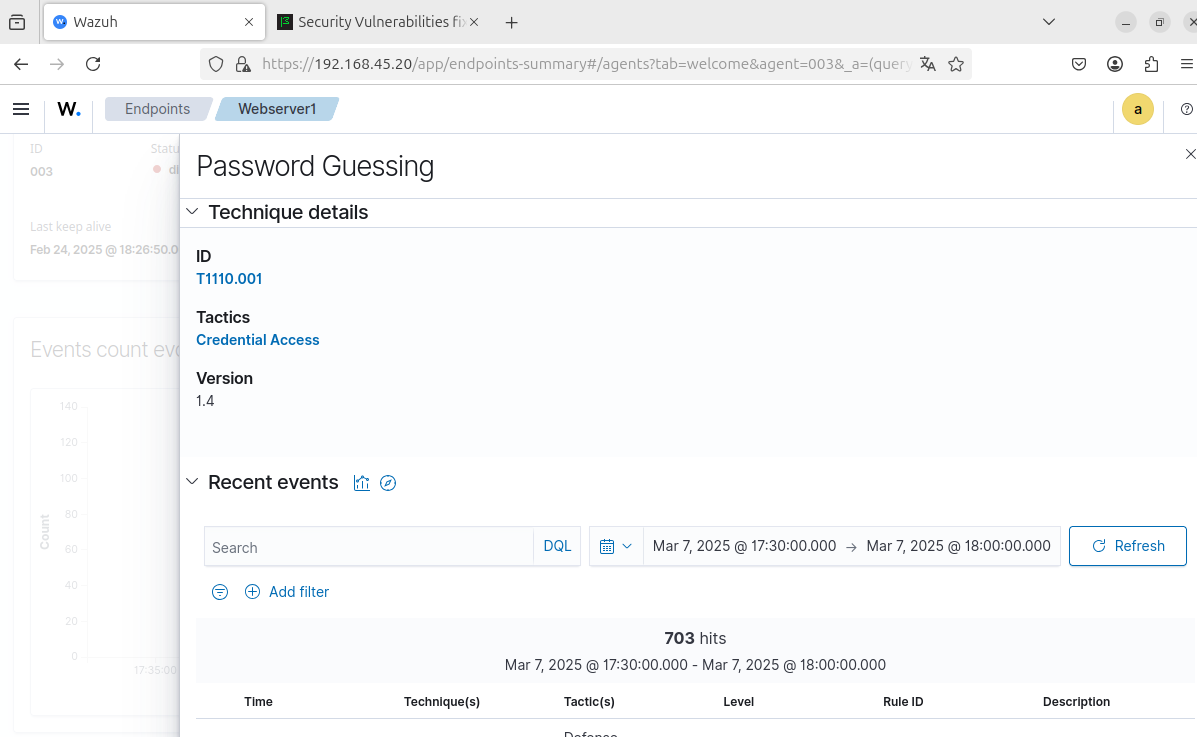 Wazuh
Security Vulnerabilities fi
https://192.168.45.20/app/endpoints-summary#/agents?tab=welcome&agent=003&_a=(query
W. Endpoints Webserver1 a
ID Statu
003 di
Last keep alive
Feb 24, 2025 @ 18:26:50.0
Events count evo
Count
140
120
100
80
60
40
20
0
17:35:00
Password Guessing
Technique details
ID
T1110.001
Tactics
Credential Access
Version
1.4
Recent events
Search DQL Mar 7, 2025 @ 17:30:00.000 → Mar 7, 2025 @ 18:00:00.000 Refresh
Add filter
703 hits
Mar 7, 2025 @ 17:30:00.000 - Mar 7, 2025 @ 18:00:00.000
Time Technique(s) Tactic(s) Level Rule ID Description
Defense